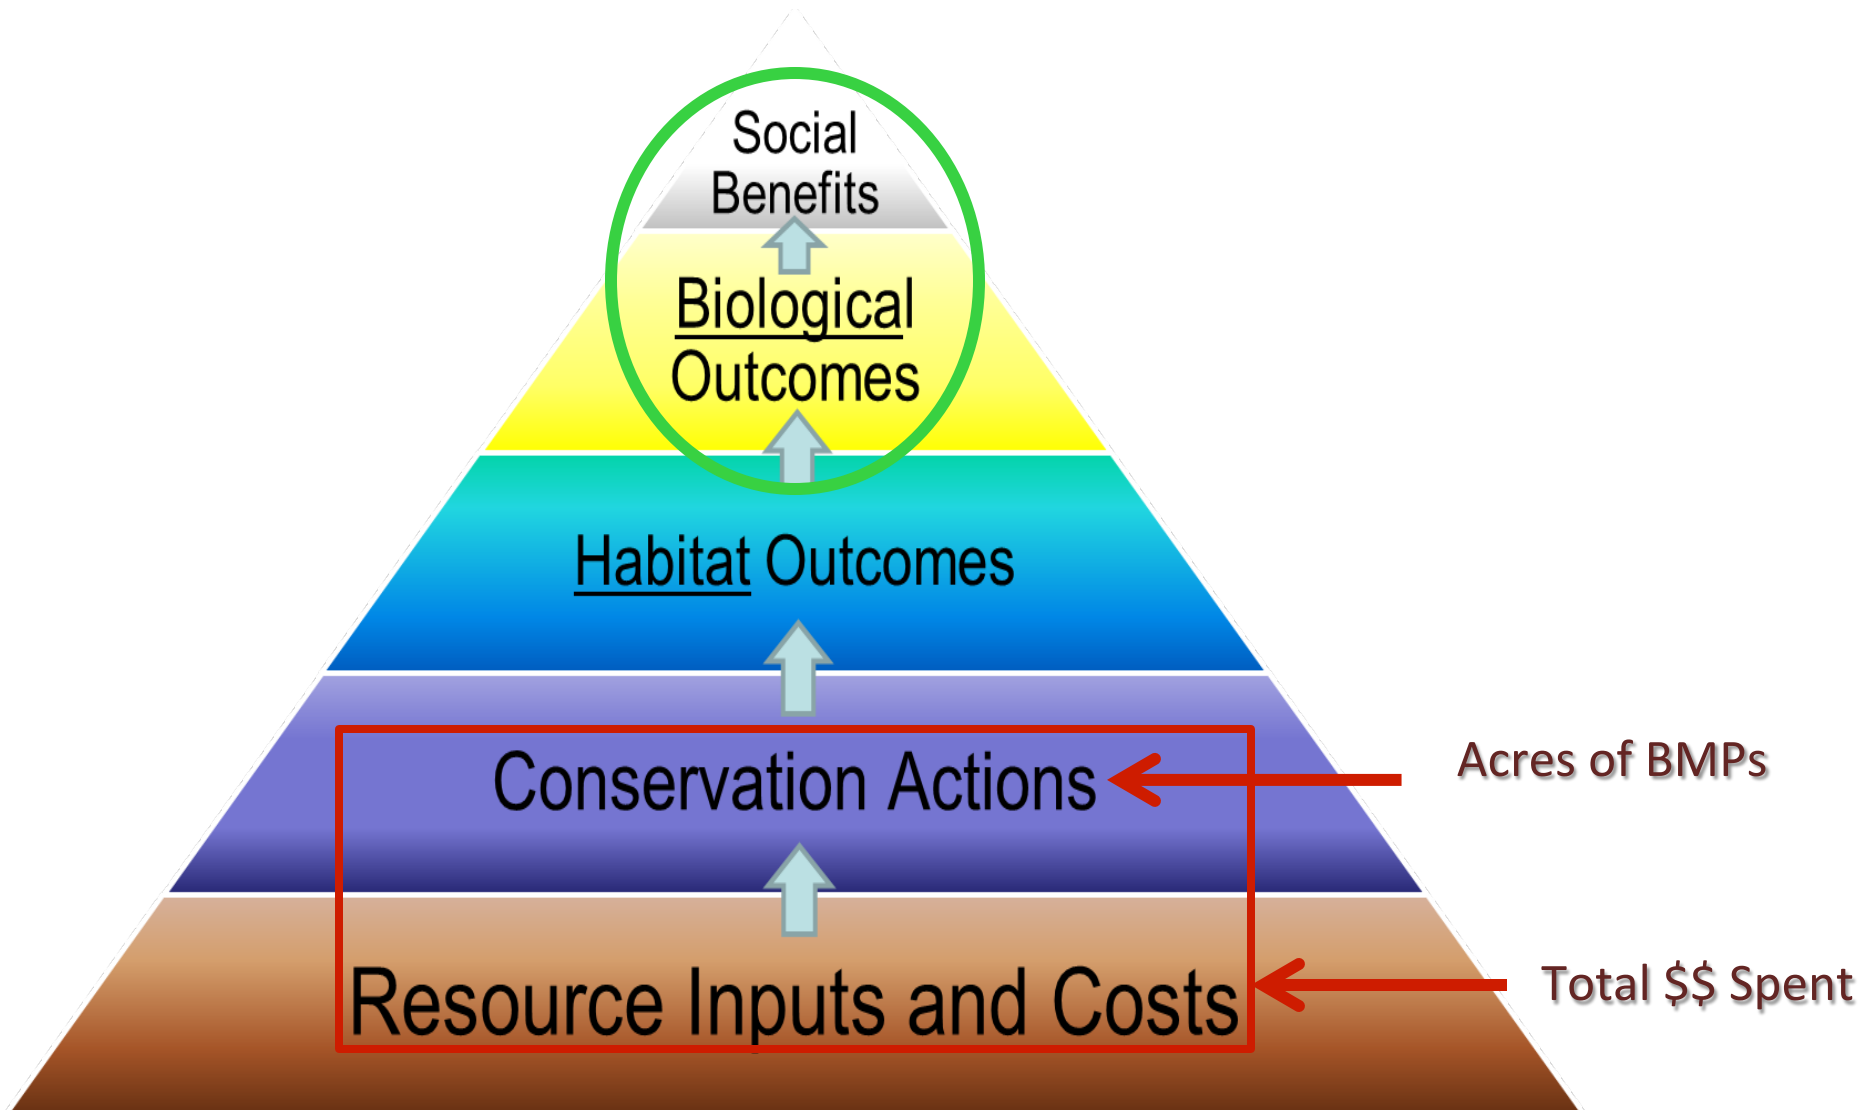 Social
Benefits
Biological
Outcomes
Habitat Outcomes
Conservation Actions
Acres of BMPs
Resource Inputs and Costs
Total $$ Spent